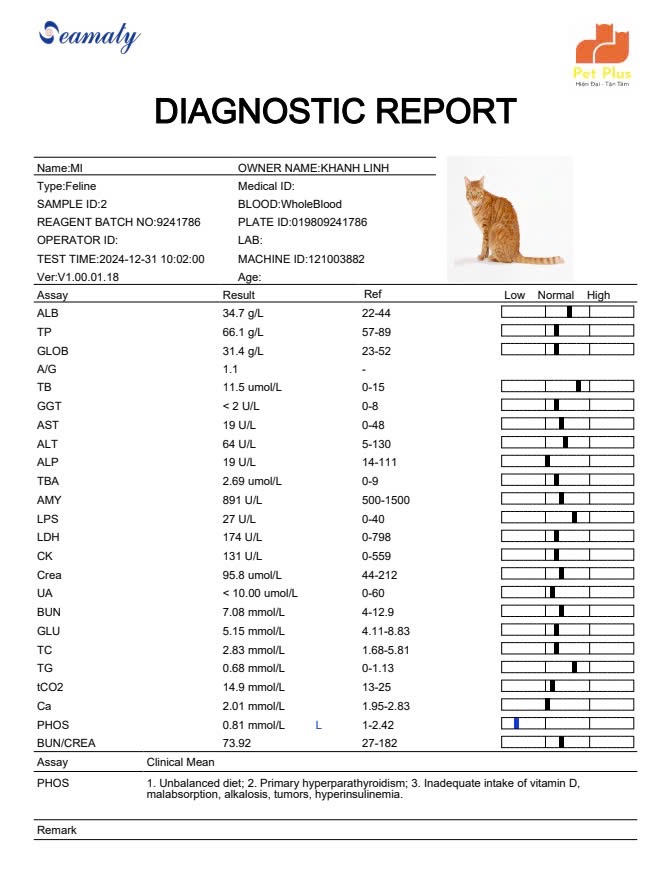 Seamaty
Pet Plus
Hiện Đại - Tận Tâm
DIAGNOSTIC REPORT
Name:MI OWNER NAME:KHANH LINH
Type:Feline Medical ID:
SAMPLE ID:2 BLOOD:WholeBlood
REAGENT BATCH NO:9241786 PLATE ID:019809241786
OPERATOR ID: LAB:
TEST TIME:2024-12-31 10:02:00 MACHINE ID:121003882
Ver:V1.00.01.18 Age:
Assay Result Ref Low Normal High
ALB 34.7 g/L 22-44
TP 66.1 g/L 57-89
GLOB 31.4 g/L 23-52
A/G 1.1 -
TB 11.5 umol/L 0-15
GGT < 2 U/L 0-8
AST 19 U/L 0-48
ALT 64 U/L 5-130
ALP 19 U/L 14-111
TBA 2.69 umol/L 0-9
AMY 891 U/L 500-1500
LPS 27 U/L 0-40
LDH 174 U/L 0-798
CK 131 U/L 0-559
Crea 95.8 umol/L 44-212
UA < 10.00 umol/L 0-60
BUN 7.08 mmol/L 4-12.9
GLU 5.15 mmol/L 4.11-8.83
TC 2.83 mmol/L 1.68-5.81
TG 0.68 mmol/L 0-1.13
tCO2 14.9 mmol/L 13-25
Ca 2.01 mmol/L 1.95-2.83
PHOS 0.81 mmol/L L 1-2.42
BUN/CREA 73.92 27-182
Assay Clinical Mean
PHOS 1. Unbalanced diet; 2. Primary hyperparathyroidism; 3. Inadequate intake of vitamin D,
malabsorption, alkalosis, tumors, hyperinsulinemia.
Remark